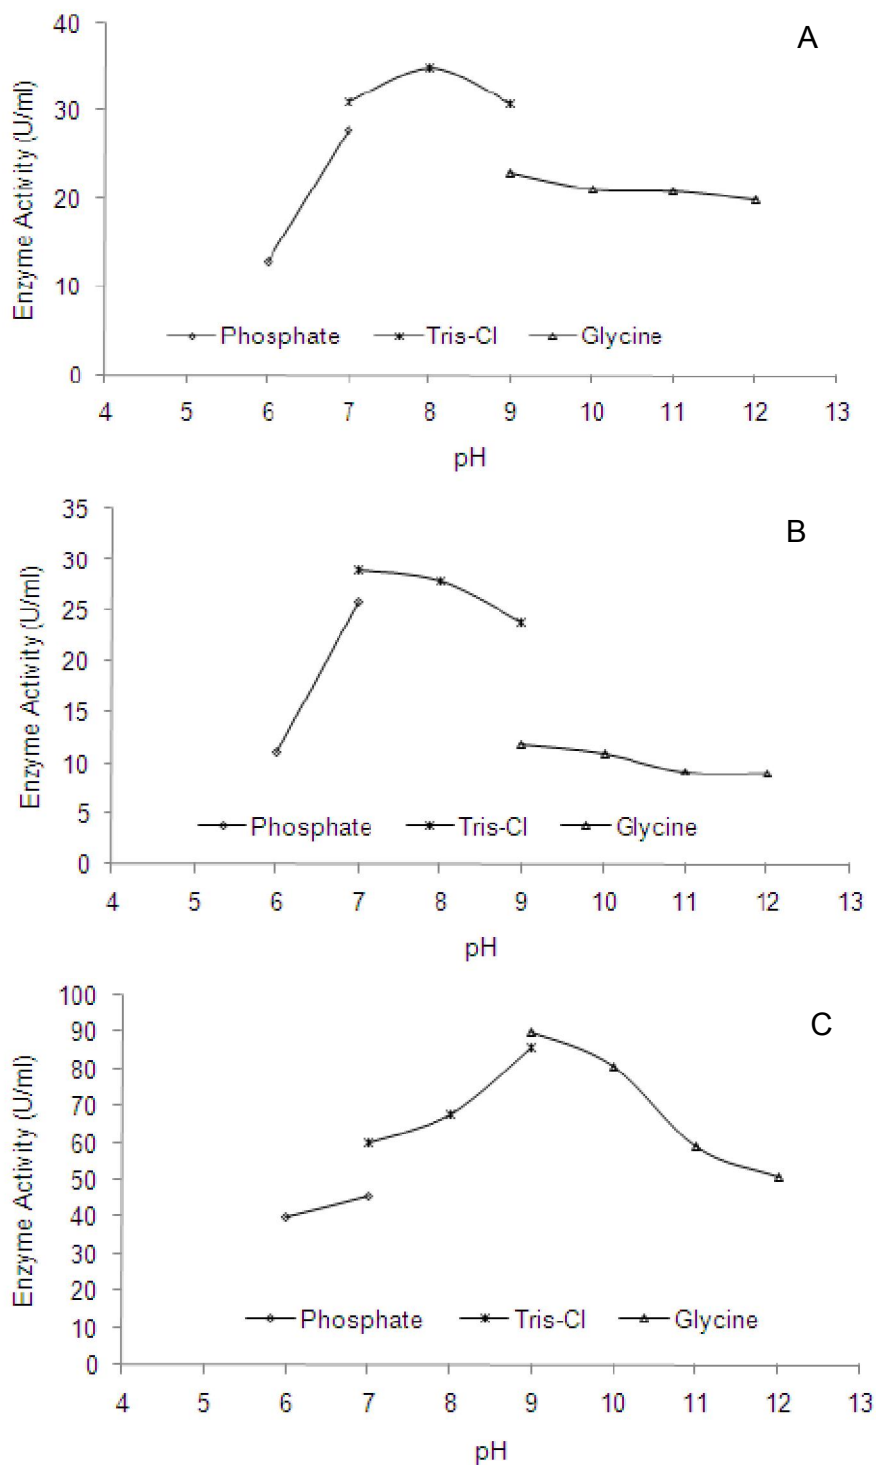 A
Enzyme Activity (U/ml)
40
30
20
10
0
Phosphate Tris-Cl Glycine
4 5 6 7 8 9 10 11 12 13
pH
B
Enzyme Activity (U/ml)
35
30
25
20
15
10
5
0
Phosphate Tris-Cl Glycine
4 5 6 7 8 9 10 11 12 13
pH
C
Enzyme Activity (U/ml)
100
90
80
70
60
50
40
30
20
10
0
Phosphate Tris-Cl Glycine
4 5 6 7 8 9 10 11 12 13
pH